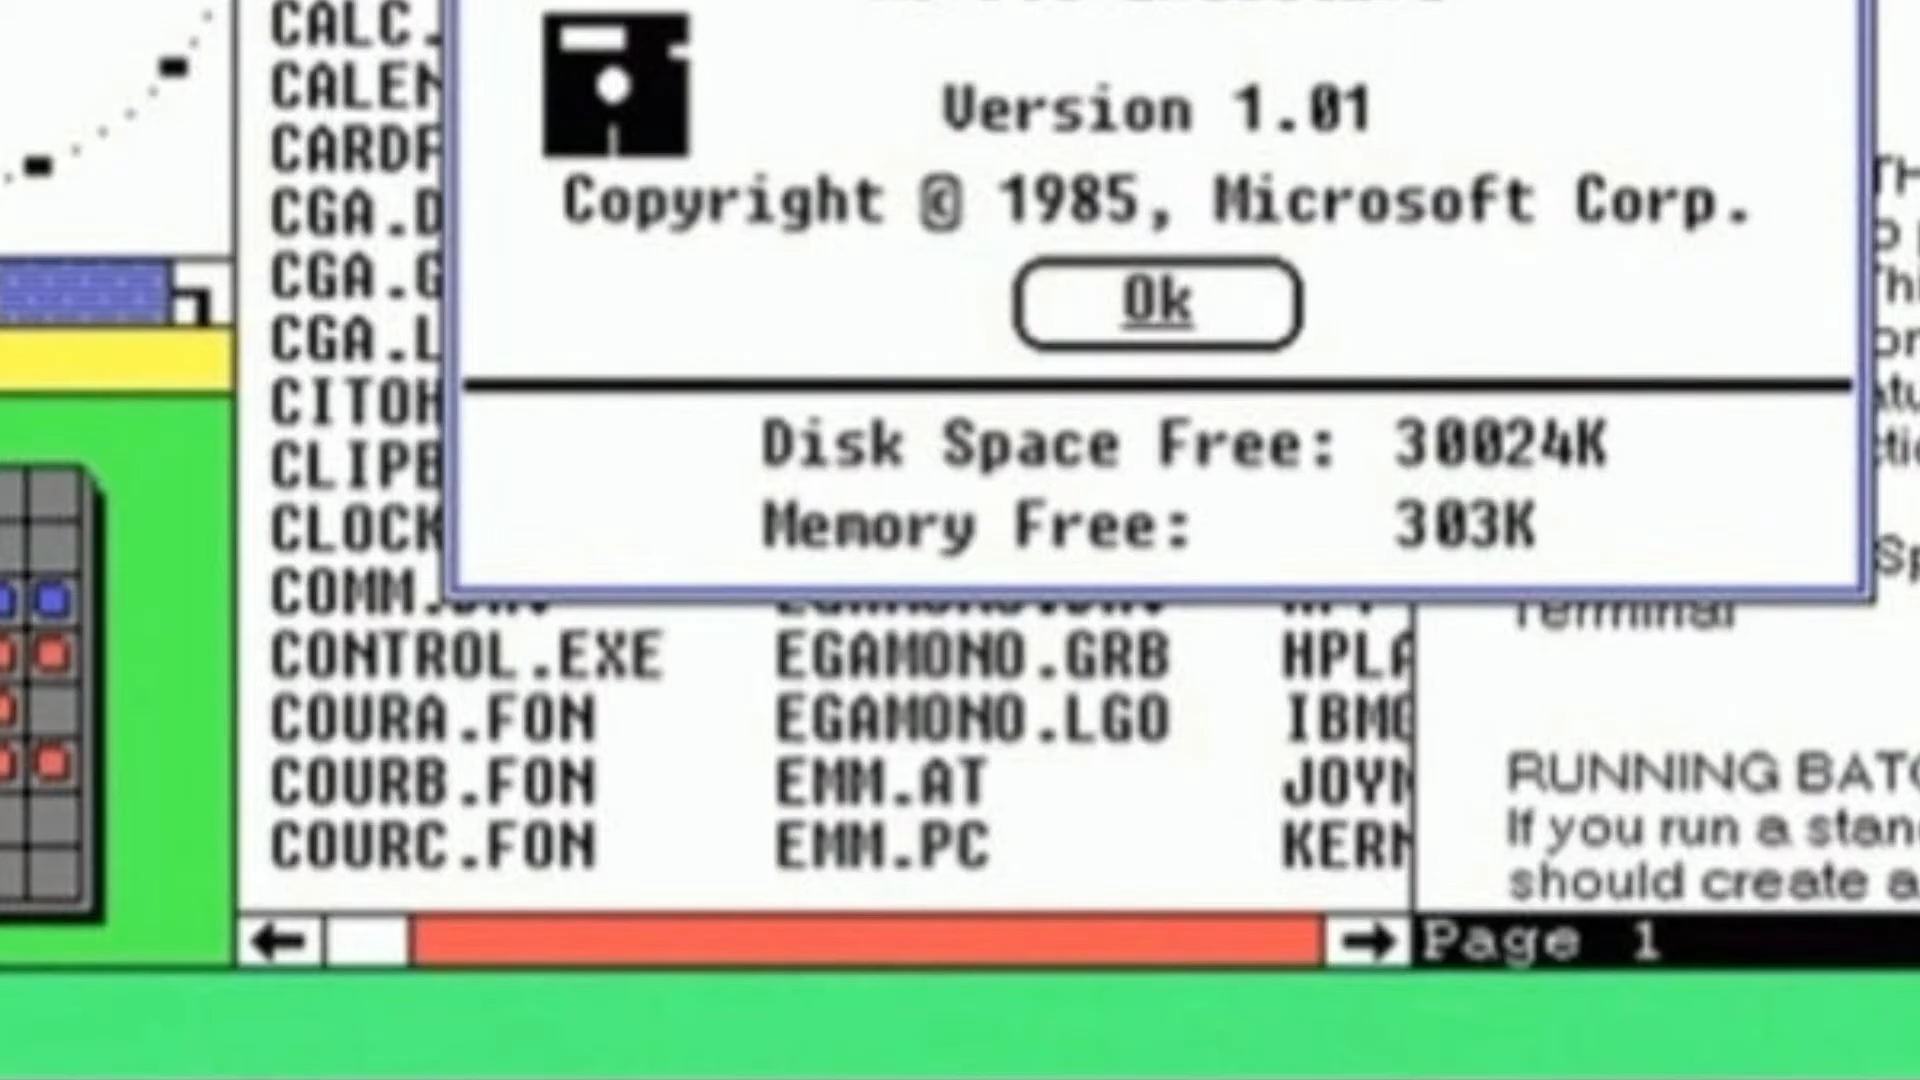 CALC.
Version 1.01
CALEN
CARDF
Copyright © 1985, Microsoft Corp.
CGA.D
CGA.G
Ok
CGA.L
CITOH
Disk Space Free: 30024K
CLIPB
CLOCK
Memory Free: 303K
COMM.
Terminal
CONTROL.EXE EGAMONO.GRB HPLA
COURA.FON EGAMONO.LGO IBMG
COURB.FON EMM.AT JOYM
RUNNING BATC
If you run a stan
COURC.FON EMM.PC KERN
should create a
Page 1